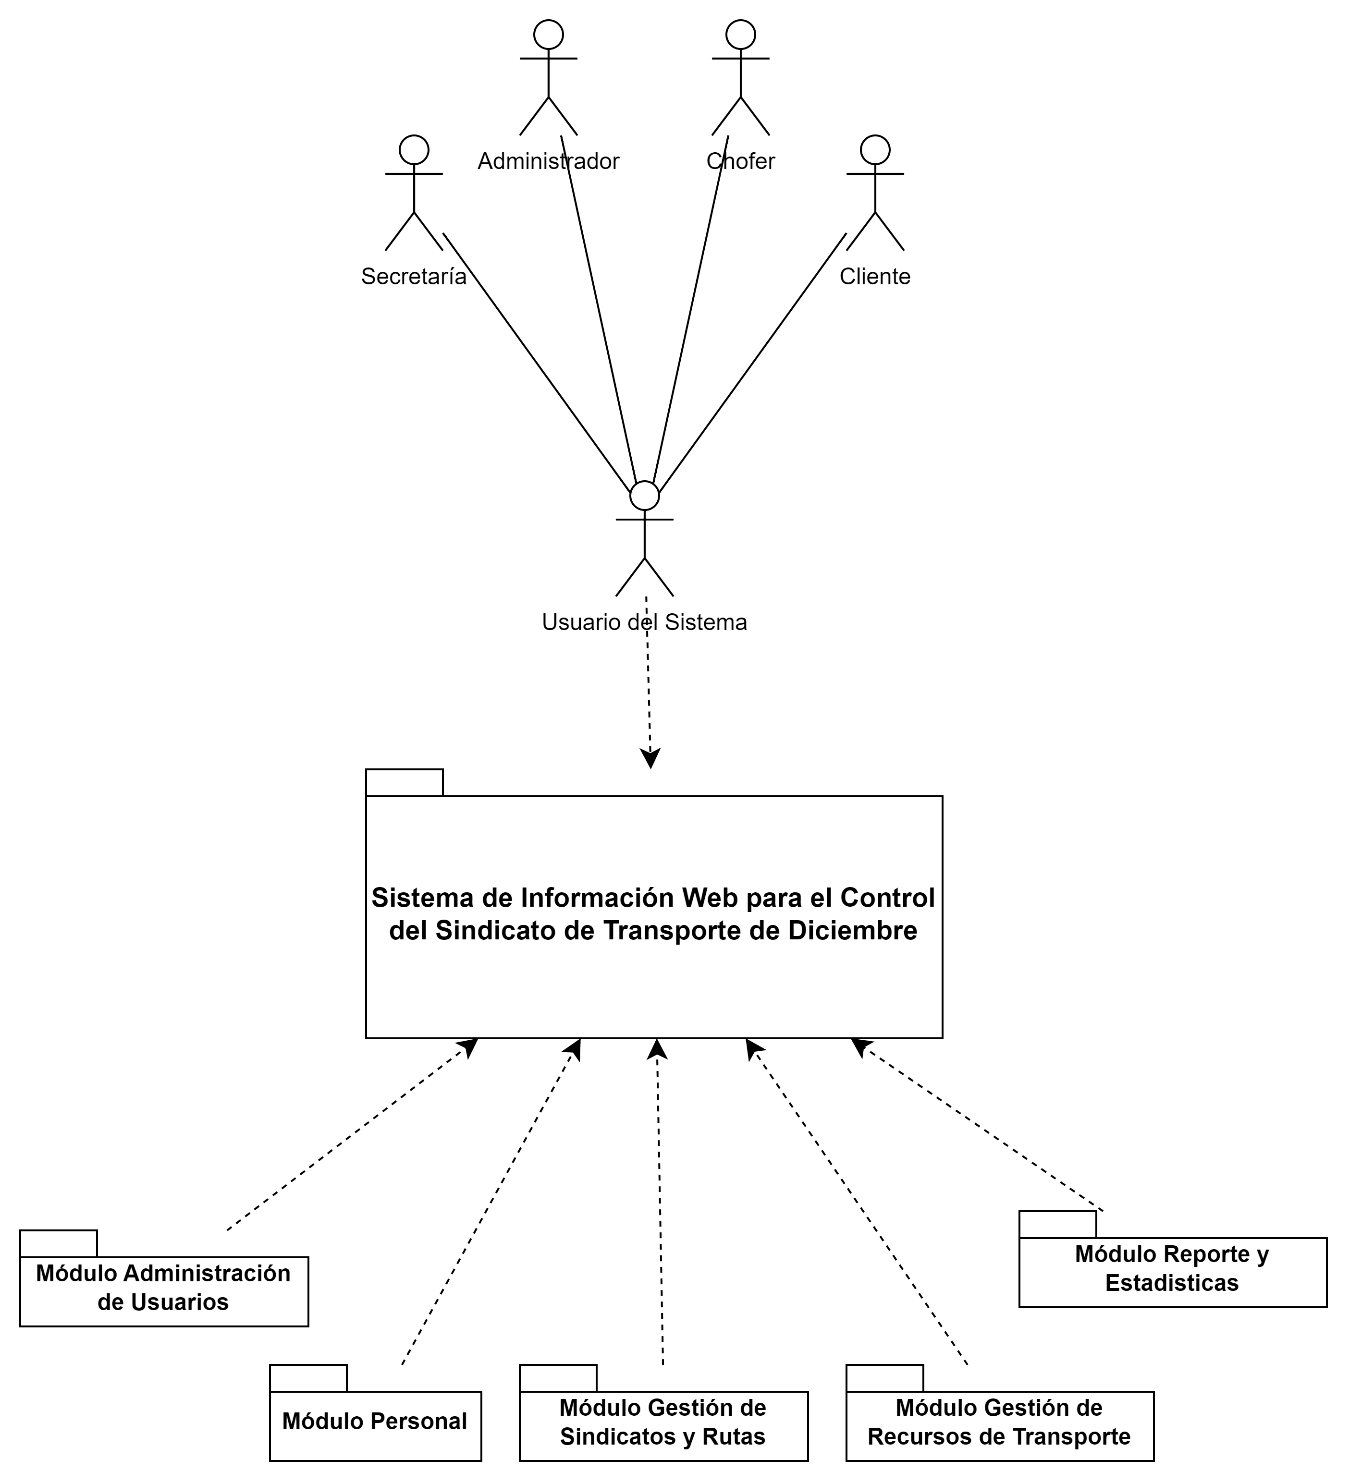 Administrador
Chofer
Secretaría
Cliente
Usuario del Sistema
Sistema de Información Web para el Control
del Sindicato de Transporte de Diciembre
Módulo Administración
de Usuarios
Módulo Reporte y
Estadisticas
Módulo Personal
Módulo Gestión de
Sindicatos y Rutas
Módulo Gestión de
Recursos de Transporte